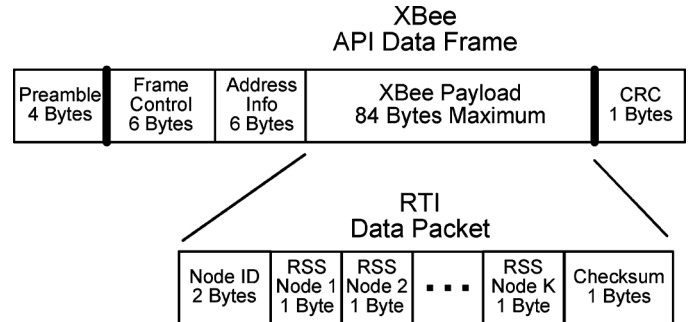 XBee
API Data Frame
Preamble
4 Bytes
Frame
Control
6 Bytes
Address
Info
6 Bytes
XBee Payload
84 Bytes Maximum
CRC
1 Bytes
RTI
Data Packet
Node ID
2 Bytes
RSS
Node 1
1 Byte
RSS
Node 2
1 Byte
...
RSS
Node K
1 Byte
Checksum
1 Bytes